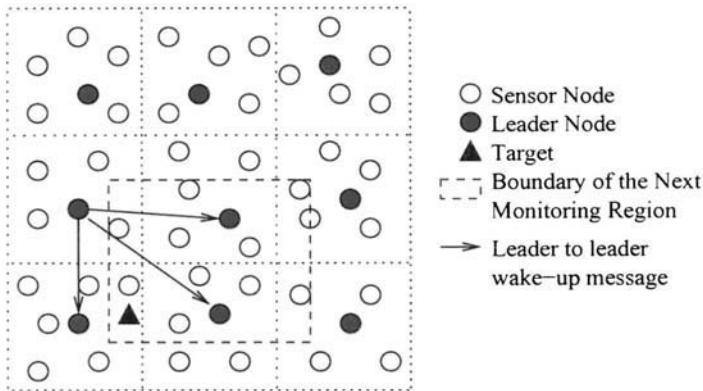 Sensor Node
Leader Node
Target
Boundary of the Next
Monitoring Region
Leader to leader
wake-up message